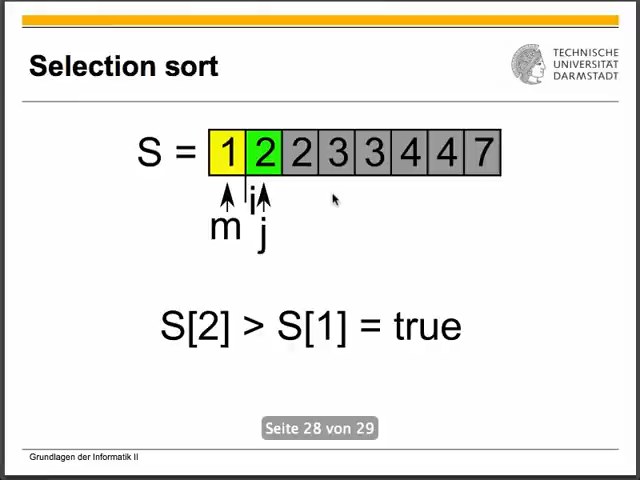 Selection sort
TECHNISCHE
UNIVERSITÄT
DARMSTADT
S = 1 2 2 3 3 4 4 7
i
m
j
S[2] > S[1] = true
Seite 28 von 29
Grundlagen der Informatik II